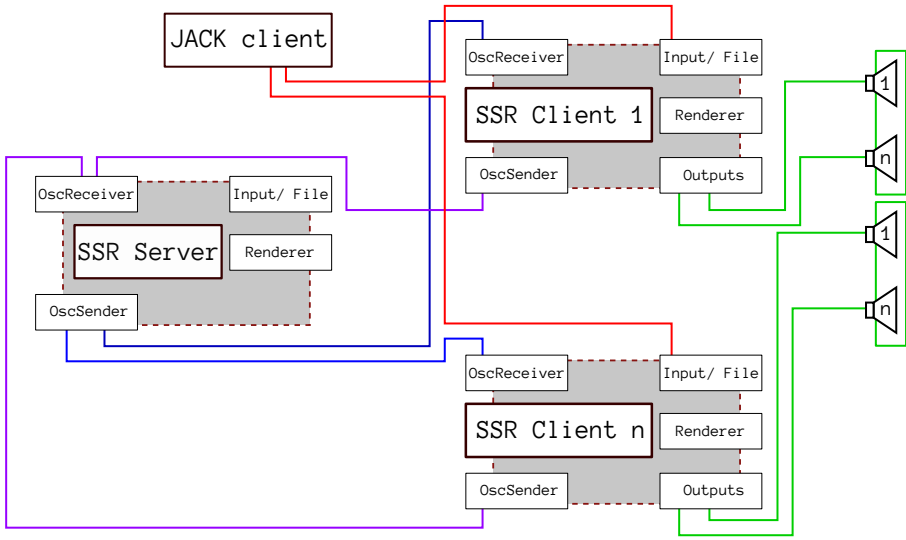 JACK client
OscReceiver
Input/ File
SSR Client 1
Renderer
OscSender
Outputs
1
n
OscReceiver
Input/ File
SSR Server
Renderer
OscSender
1
n
OscReceiver
Input/ File
SSR Client n
Renderer
OscSender
Outputs